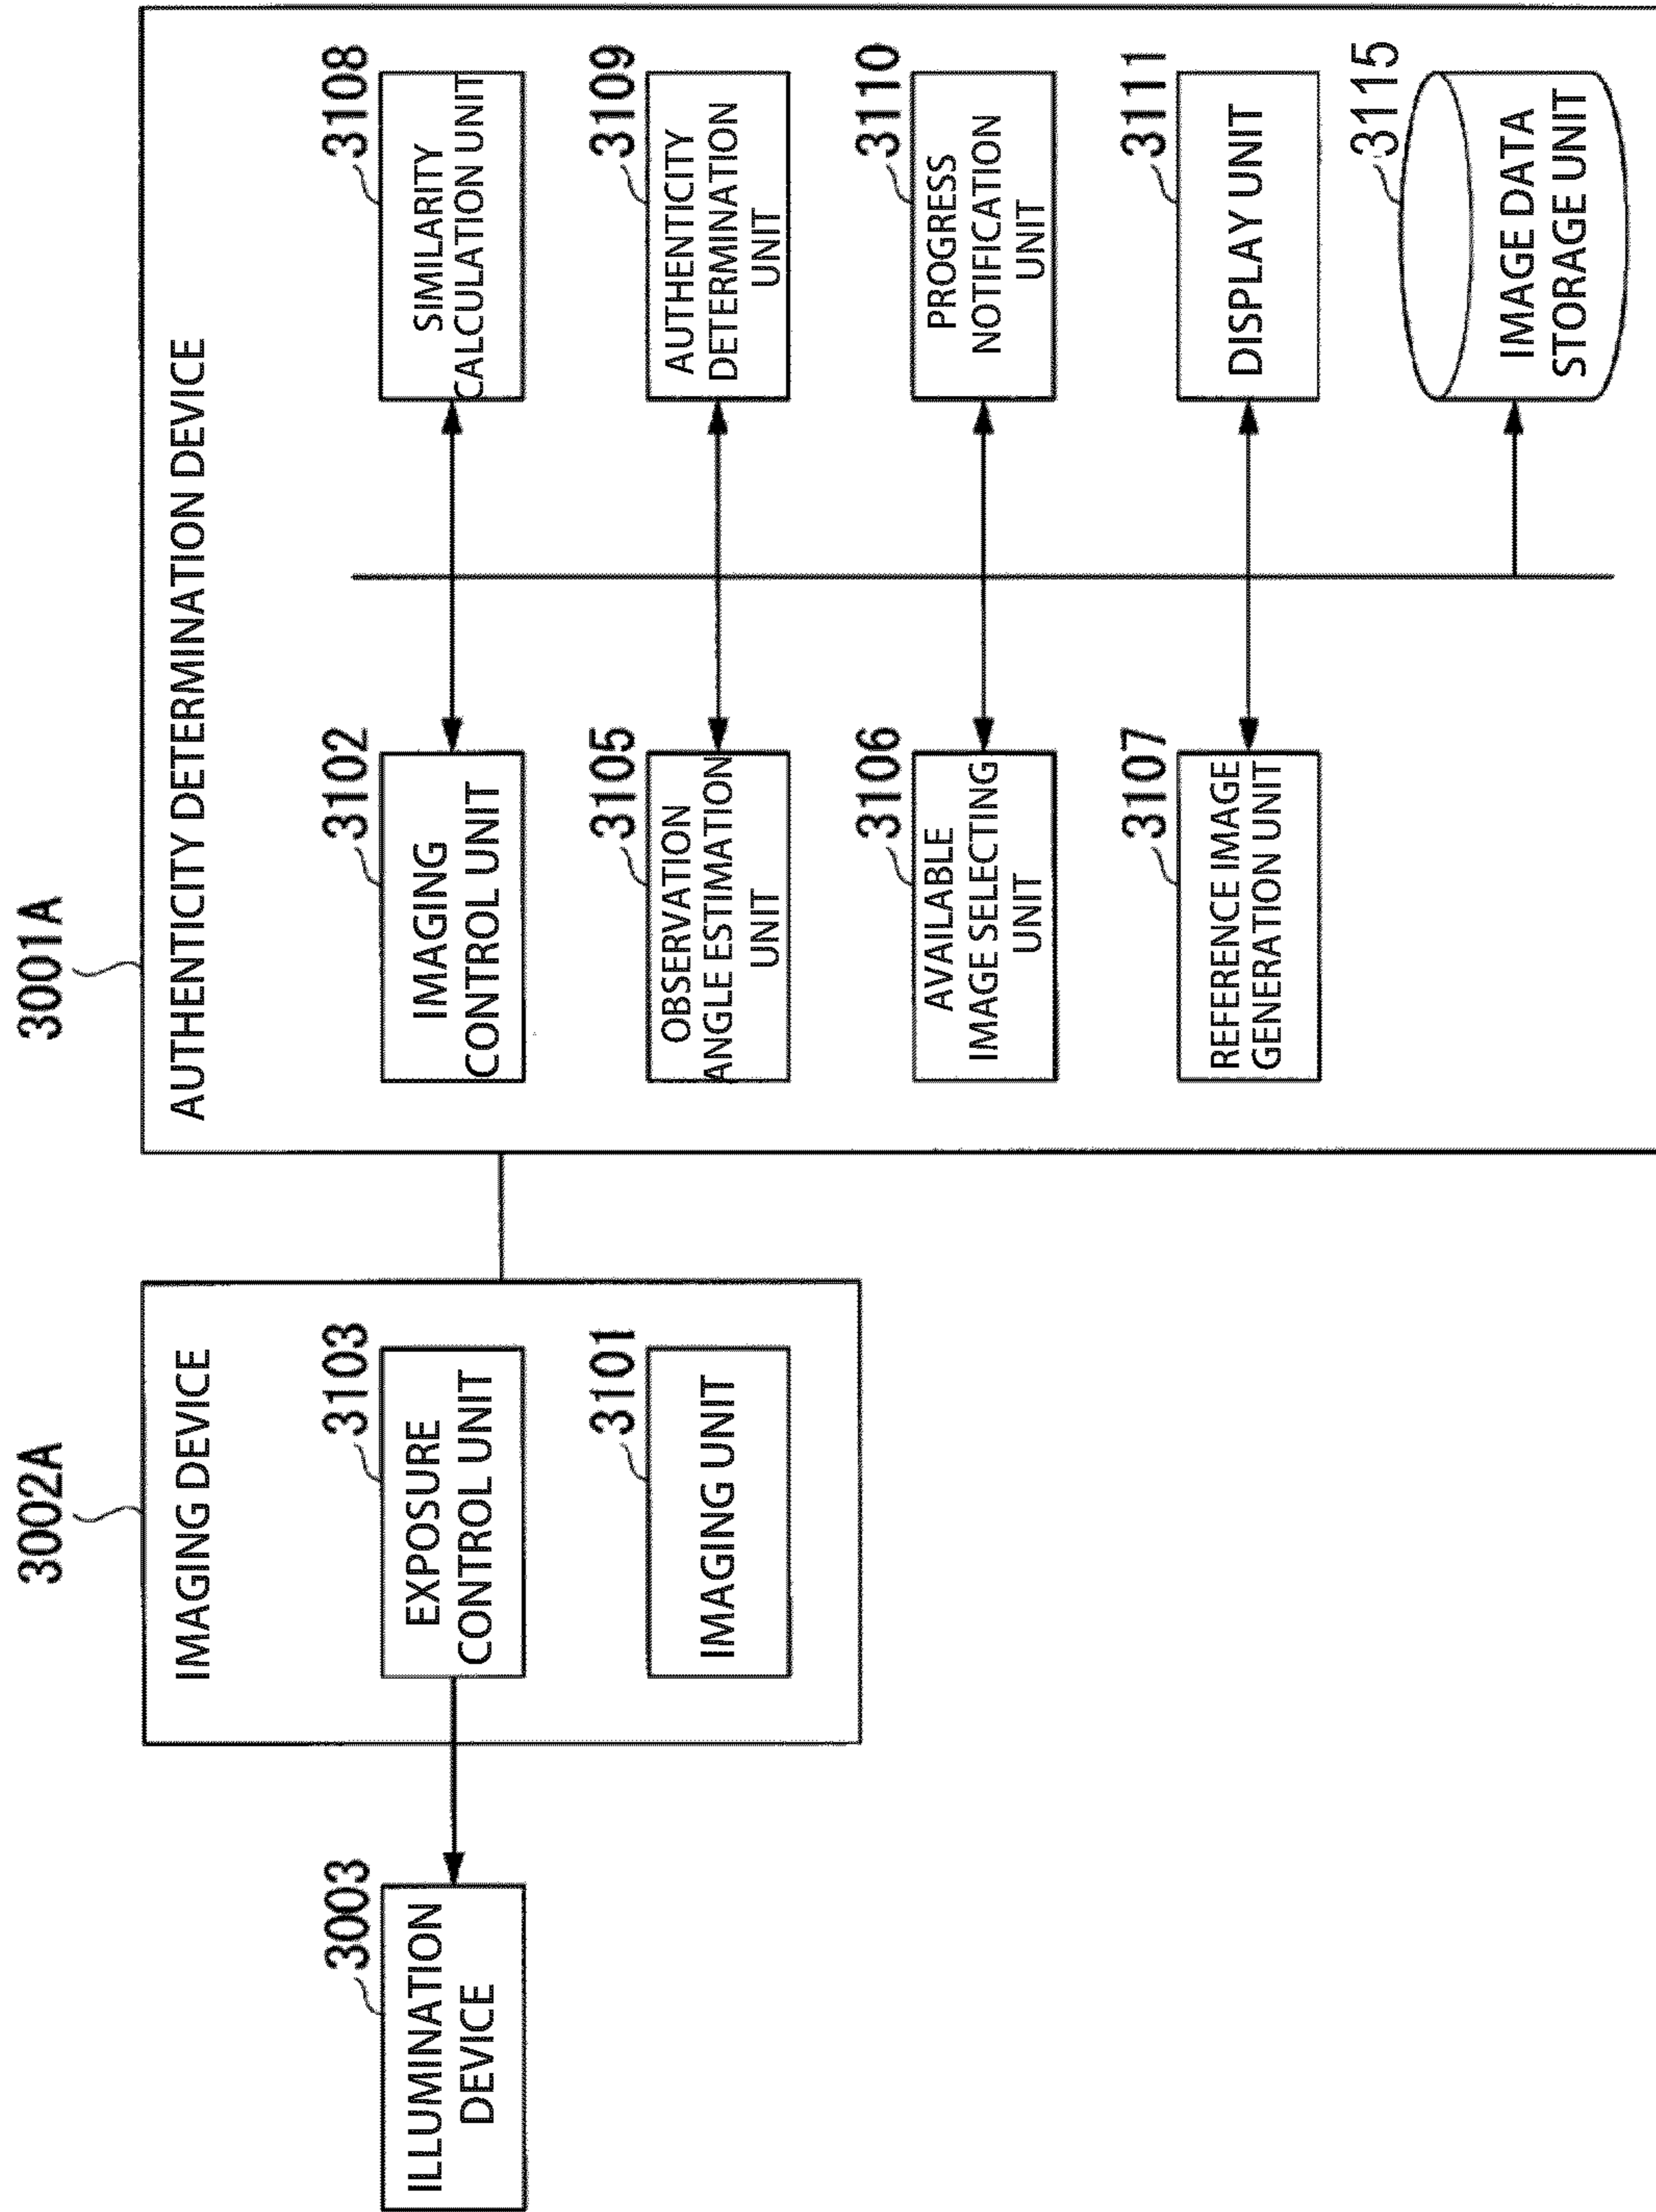 3001A
AUTHENTICITY DETERMINATION DEVICE
3102
IMAGING
CONTROL UNIT
3105
OBSERVATION
ANGLE ESTIMATION
UNIT
3106
AVAILABLE
IMAGE SELECTING
UNIT
3107
REFERENCE IMAGE
GENERATION UNIT
3108
SIMILARITY
CALCULATION UNIT
3109
AUTHENTICITY
DETERMINATION
UNIT
3110
PROGRESS
NOTIFICATION
UNIT
3111
DISPLAY UNIT
3115
IMAGE DATA
STORAGE UNIT
3002A
IMAGING DEVICE
3103
EXPOSURE
CONTROL UNIT
3101
IMAGING UNIT
3003
ILLUMINATION
DEVICE